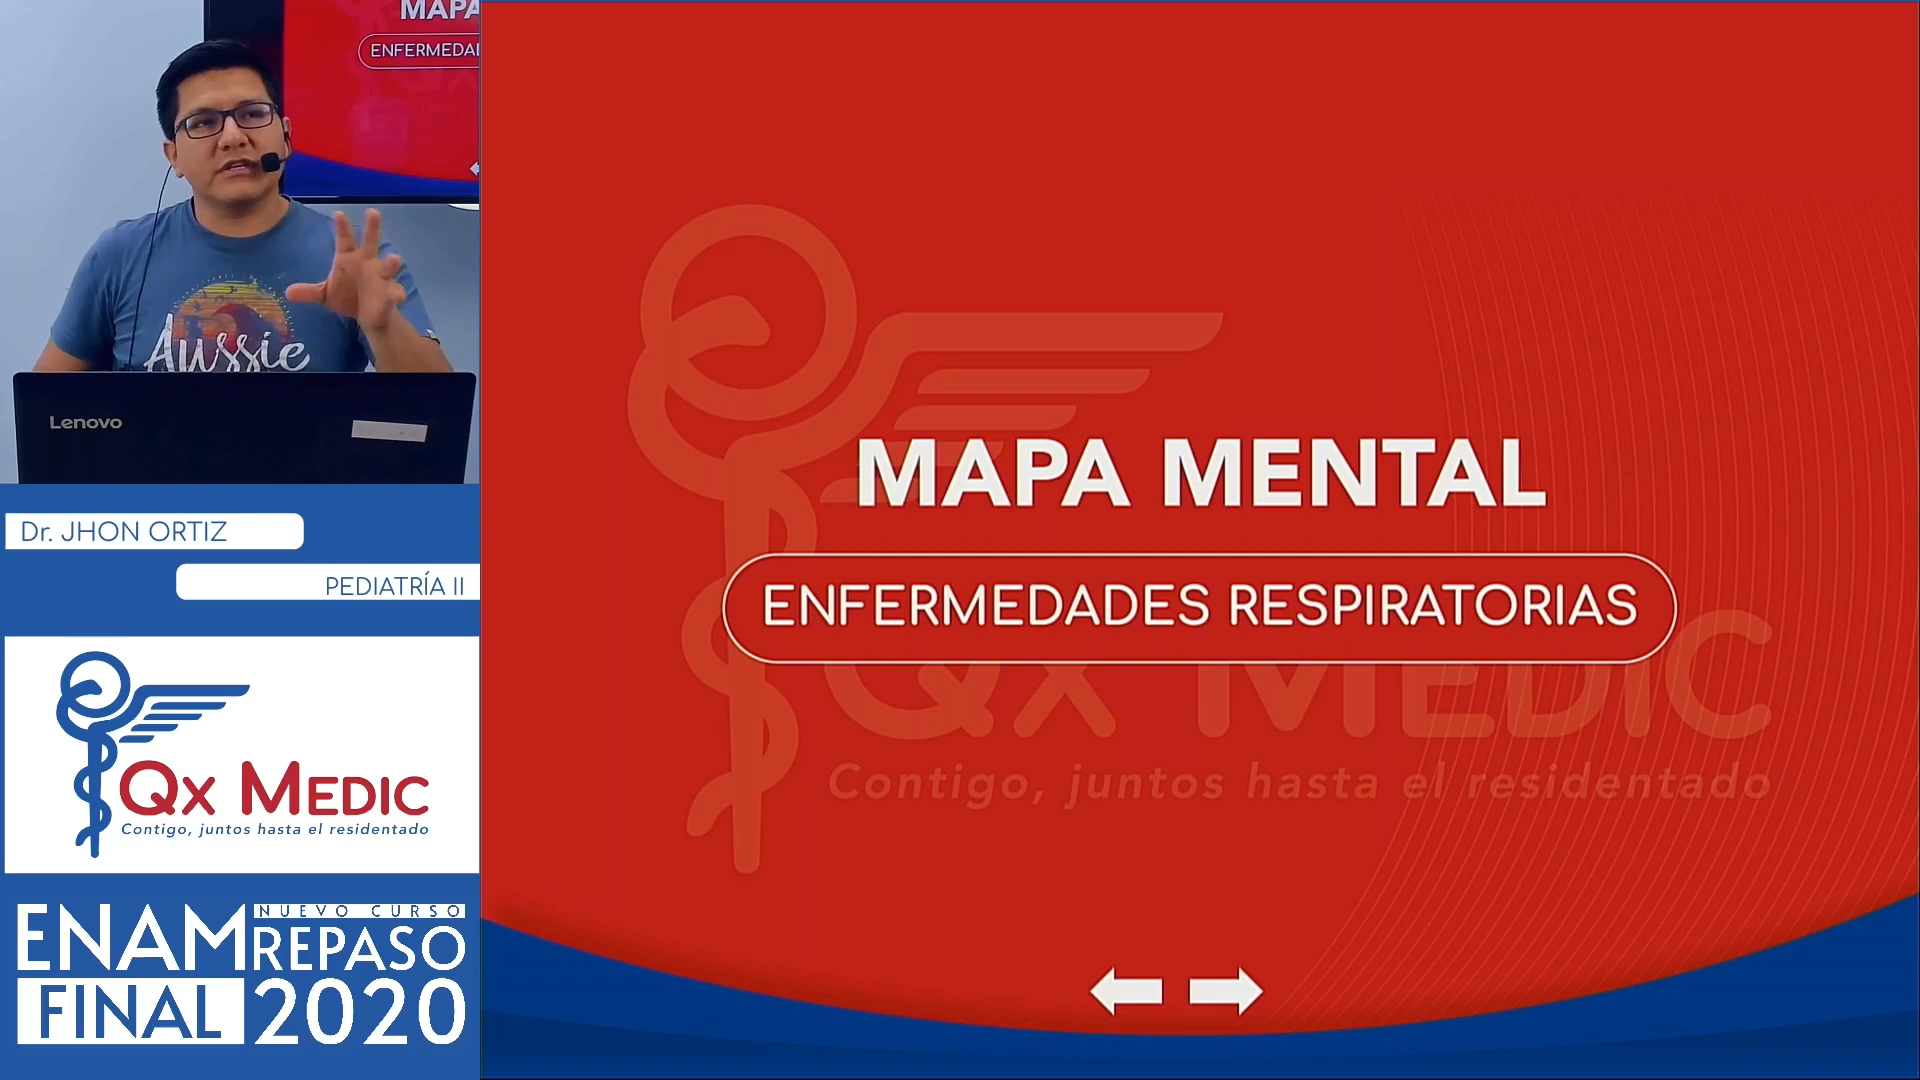 MAPA
ENFERMEDA
Aussie
Lenovo
Dr. JHON ORTIZ
PEDIATRÍA II
Qx MEDIC
Contigo, juntos hasta el residentado
ENAM
NUEVO CURSO
REPASO
FINAL 2020
MAPA MENTAL
ENFERMEDADES RESPIRATORIAS
Qx MEDIC
Contigo, juntos hasta el residentado